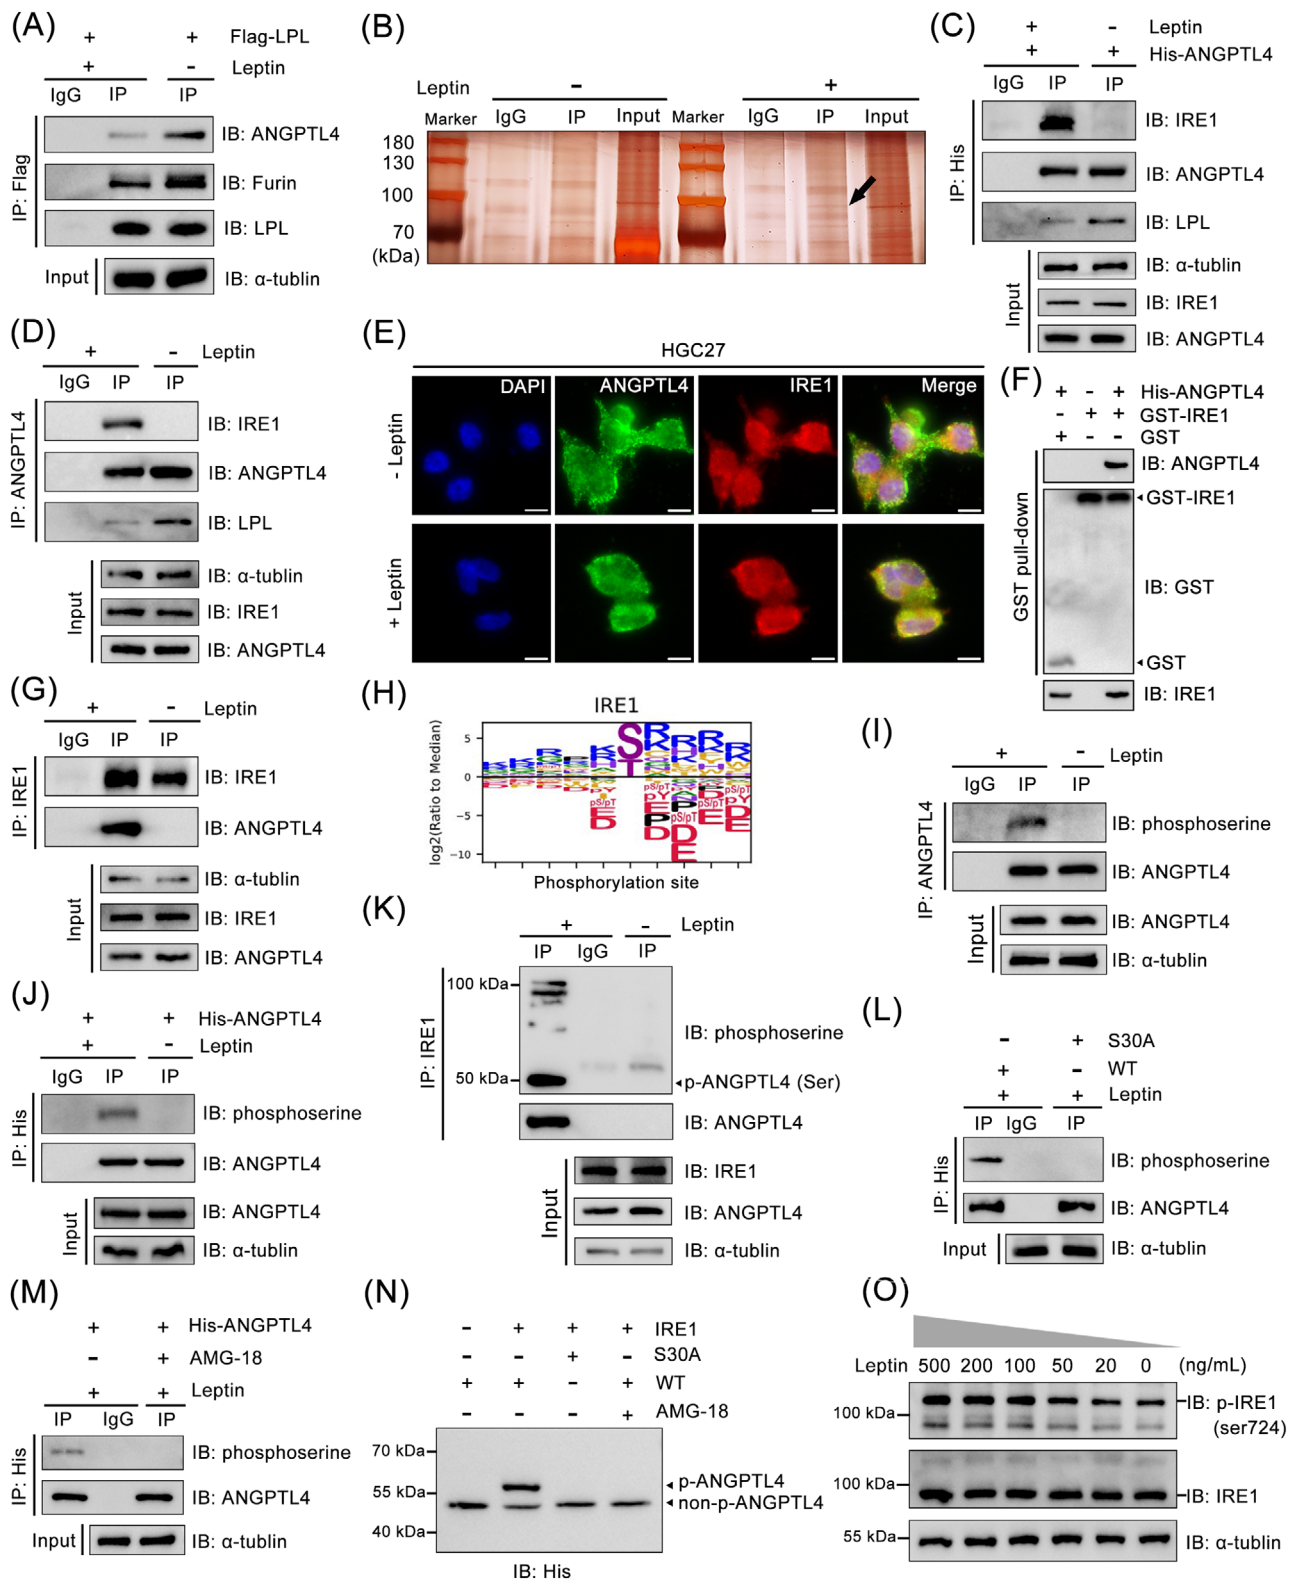 (A)
+ + Flag-LPL
+ - Leptin
IgG IP IP
IP: Flag
IB: ANGPTL4
IB: Furin
IB: LPL
Input
IB: α-tublin
(B)
Leptin - +
Marker IgG IP Input Marker IgG IP Input
180
130
100
70
(kDa)
(C)
+ - Leptin
+ + His-ANGPTL4
IgG IP IP
IP: His
IB: IRE1
IB: ANGPTL4
IB: LPL
Input
IB: α-tublin
IB: IRE1
IB: ANGPTL4
(D)
+ - Leptin
IgG IP IP
IP: ANGPTL4
IB: IRE1
IB: ANGPTL4
IB: LPL
Input
IB: α-tublin
IB: IRE1
IB: ANGPTL4
(E)
HGC27
DAPI ANGPTL4 IRE1 Merge
- Leptin
+ Leptin
(F)
+ - + His-ANGPTL4
- + + GST-IRE1
+ - - GST
GST pull-down
IB: ANGPTL4
GST-IRE1
IB: GST
GST
IB: IRE1
(G)
+ - Leptin
IgG IP IP
IP: IRE1
IB: IRE1
IB: ANGPTL4
Input
IB: α-tublin
IB: IRE1
IB: ANGPTL4
(H)
IRE1
log2(Ratio to Median)
5
0
−5
−10
S
T
Phosphorylation site
(I)
+ - Leptin
IgG IP IP
IP: ANGPTL4
IB: phosphoserine
IB: ANGPTL4
Input
IB: ANGPTL4
IB: α-tublin
(J)
+ + His-ANGPTL4
+ - Leptin
IgG IP IP
IP: His
IB: phosphoserine
IB: ANGPTL4
Input
IB: ANGPTL4
IB: α-tublin
(K)
+ - Leptin
IP IgG IP
IP: IRE1
100 kDa
IB: phosphoserine
50 kDa
p-ANGPTL4 (Ser)
IB: ANGPTL4
Input
IB: IRE1
IB: ANGPTL4
IB: α-tublin
(L)
- + S30A
+ - WT
+ + Leptin
IP IgG IP
IP: His
IB: phosphoserine
IB: ANGPTL4
Input
IB: α-tublin
(M)
+ + His-ANGPTL4
- + AMG-18
+ + Leptin
IP IgG IP
IP: His
IB: phosphoserine
IB: ANGPTL4
Input
IB: α-tublin
(N)
- + + + IRE1
- - + - S30A
+ + - + WT
- - - + AMG-18
70 kDa
55 kDa
40 kDa
p-ANGPTL4
non-p-ANGPTL4
IB: His
(O)
Leptin 500 200 100 50 20 0 (ng/mL)
100 kDa
IB: p-IRE1
(ser724)
100 kDa
IB: IRE1
55 kDa
IB: α-tublin